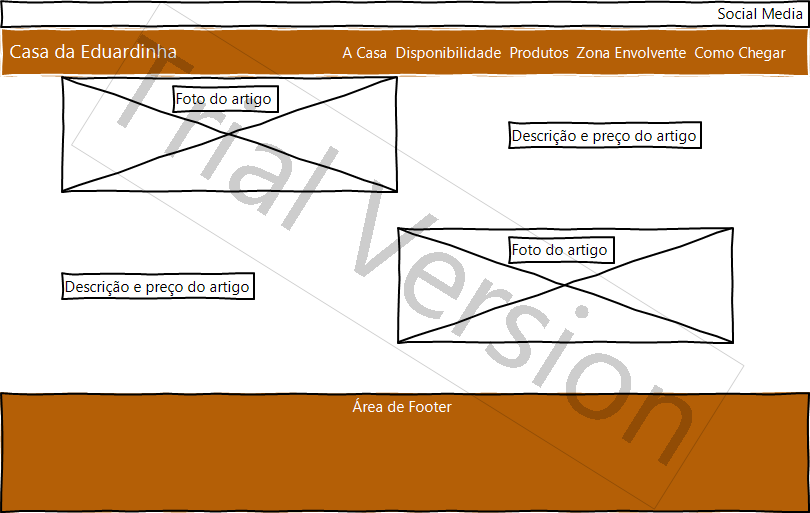 Social Media
Casa da Eduardinha
A Casa Disponibilidade Produtos Zona Envolvente Como Chegar
Foto do artigo
Descrição e preço do artigo
Foto do artigo
Descrição e preço do artigo
Área de Footer
Trial Version